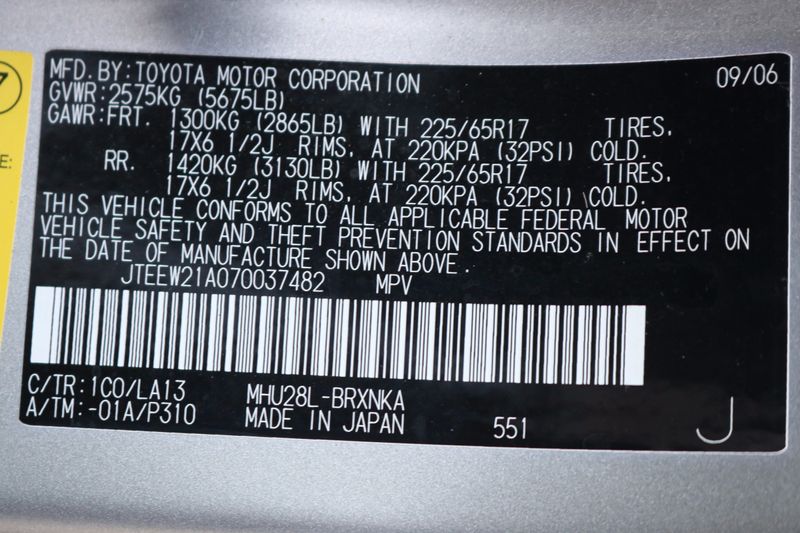 7
E:
MFD.BY:TOYOTA MOTOR CORPORATION 09/06
GVWR:2575KG (5675LB)
GAWR:FRT. 1300KG (2865LB) WITH 225/65R17 TIRES,
17X6 1/2J RIMS, AT 220KPA (32PSI) COLD.
RR. 1420KG (3130LB) WITH 225/65R17 TIRES,
17X6 1/2J RIMS, AT 220KPA (32PSI) COLD.
THIS VEHICLE CONFORMS TO ALL APPLICABLE FEDERAL MOTOR
VEHICLE SAFETY AND THEFT PREVENTION STANDARDS IN EFFECT ON
THE DATE OF MANUFACTURE SHOWN ABOVE.
JTEEW21A070037482 MPV
C/TR:1C0/LA13 MHU28L-BRXNKA
A/TM:-01A/P310 MADE IN JAPAN 551 J